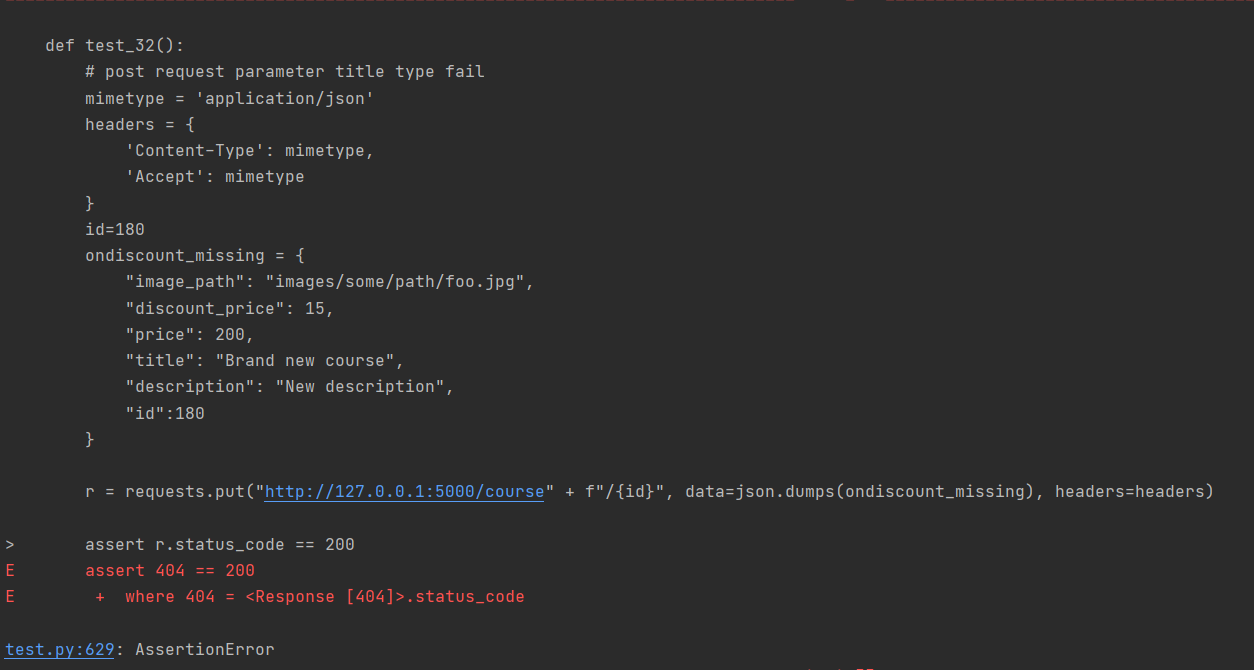 def test_32():
# post request parameter title type fail
mimetype = 'application/json'
headers = {
'Content-Type': mimetype,
'Accept': mimetype
}
id=180
ondiscount_missing = {
"image_path": "images/some/path/foo.jpg",
"discount_price": 15,
"price": 200,
"title": "Brand new course",
"description": "New description",
"id":180
}
r = requests.put("http://127.0.0.1:5000/course" + f"/{id}", data=json.dumps(ondiscount_missing), headers=headers)
> assert r.status_code == 200
E assert 404 == 200
E + where 404 = <Response [404]>.status_code
test.py:629: AssertionError